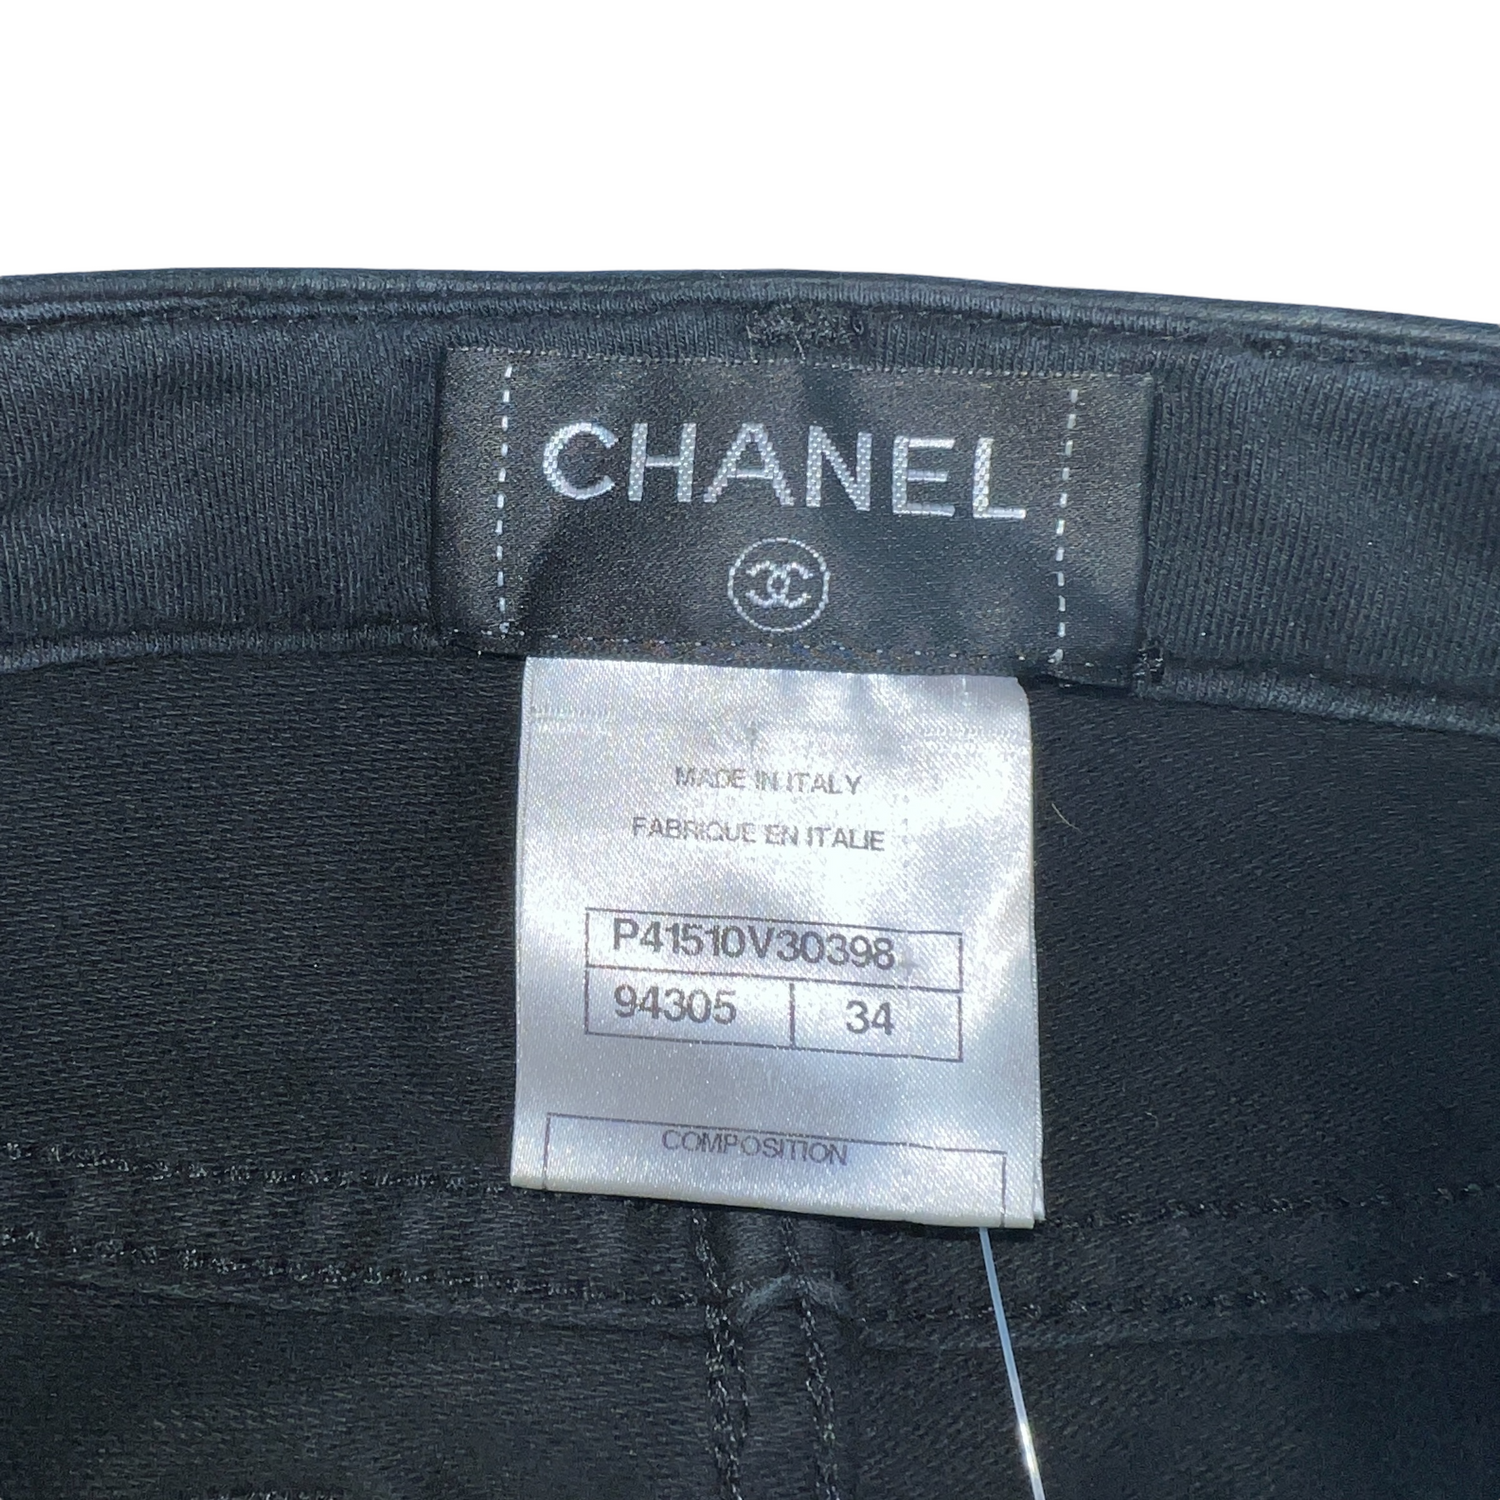 CHANEL
MADE IN ITALY
FABRIQUE EN ITALIE
P41510V30398
94305 34
COMPOSITION